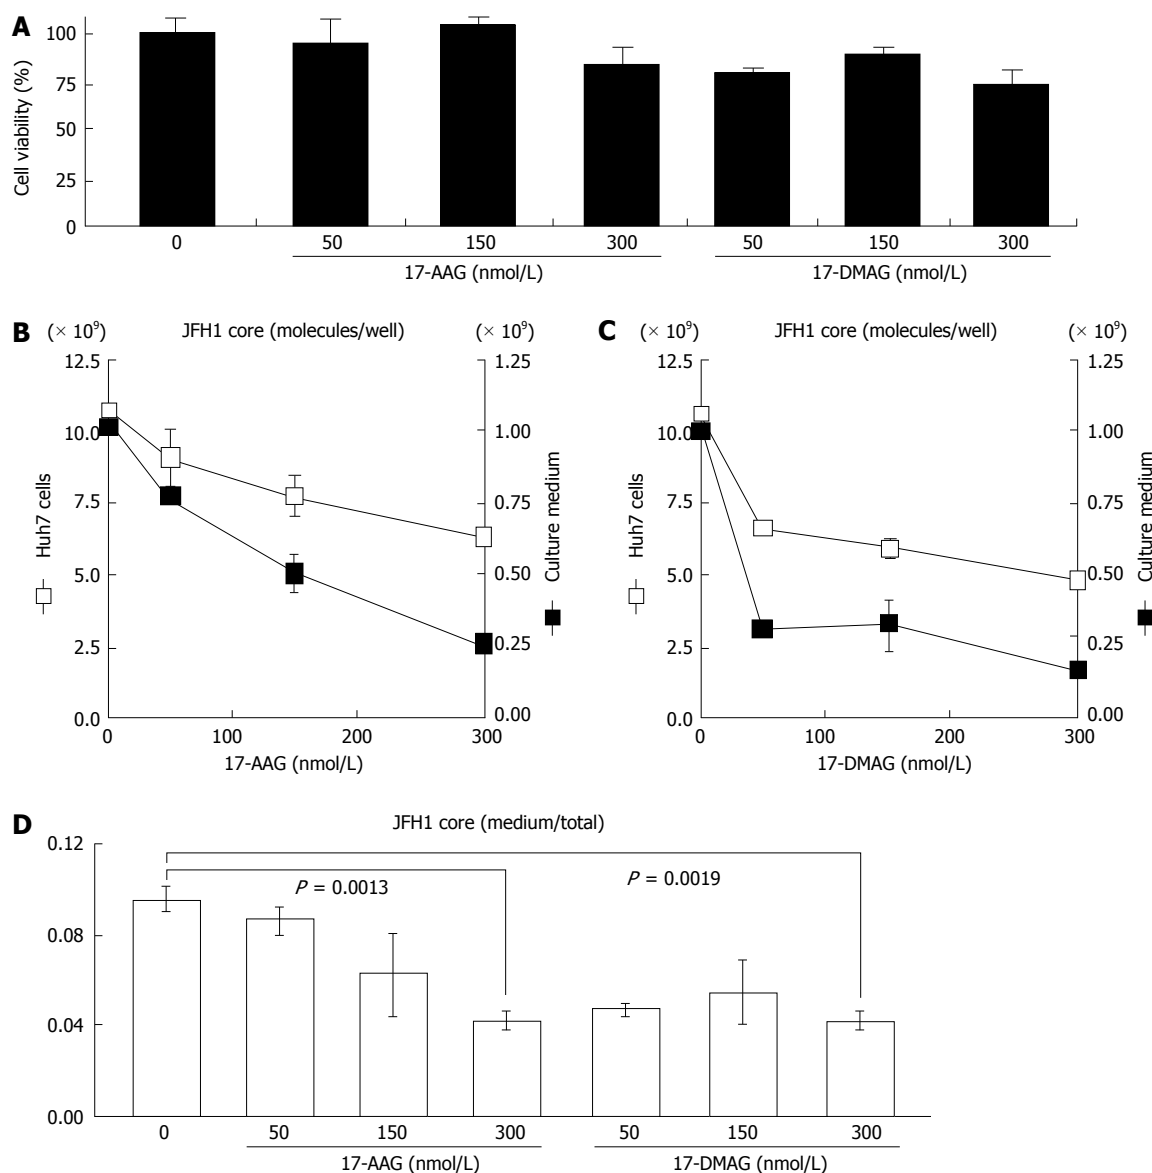 A
Cell viability (%)
100
75
50
25
0
0 50 150 300 50 150 300
17-AAG (nmol/L) 17-DMAG (nmol/L)
B (× 10⁹) JFH1 core (molecules/well) (× 10⁹)
12.5 1.25
10.0 1.00
7.5 0.75
5.0 0.50
2.5 0.25
0.0 0.00
Huh7 cells
Culture medium
0 100 200 300
17-AAG (nmol/L)
C (× 10⁹) JFH1 core (molecules/well) (× 10⁹)
12.5 1.25
10.0 1.00
7.5 0.75
5.0 0.50
2.5 0.25
0.0 0.00
Huh7 cells
Culture medium
0 100 200 300
17-DMAG (nmol/L)
D JFH1 core (medium/total)
0.12
0.08
0.04
0.00
P = 0.0013
P = 0.0019
0 50 150 300 50 150 300
17-AAG (nmol/L) 17-DMAG (nmol/L)